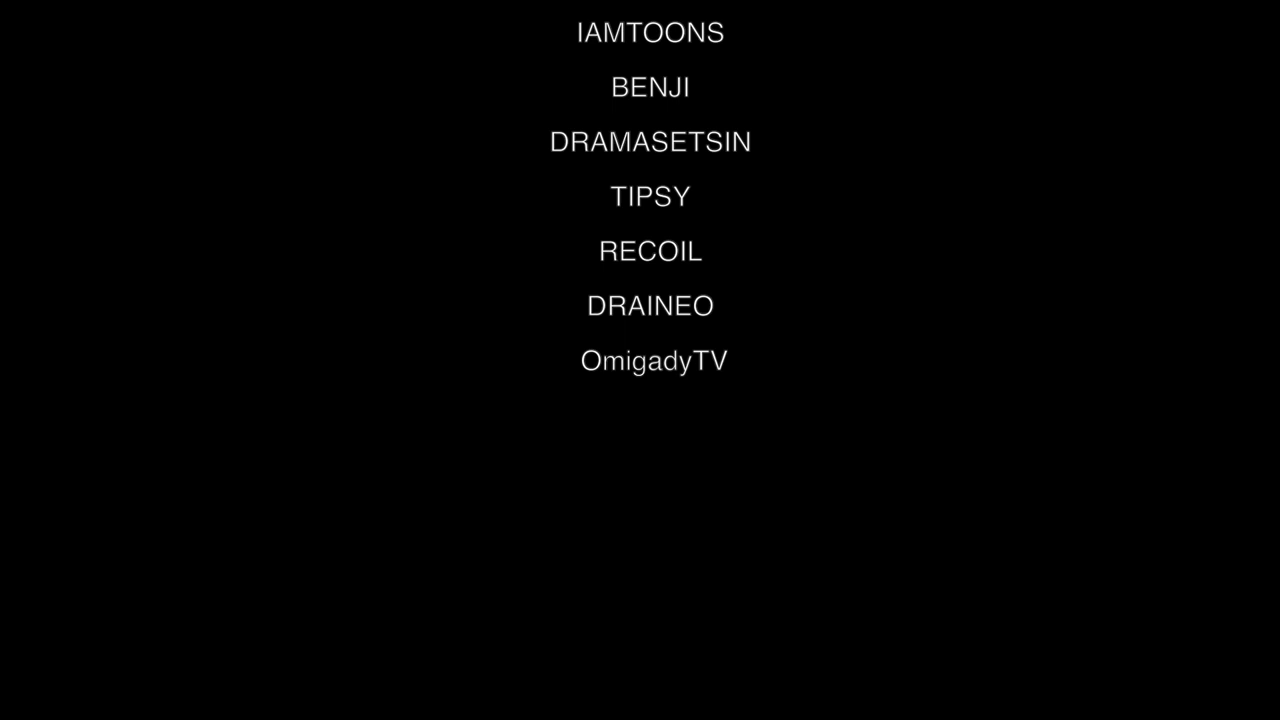 IAMTOONS
BENJI
DRAMASETSIN
TIPSY
RECOIL
DRAINEO
OmigadyTV